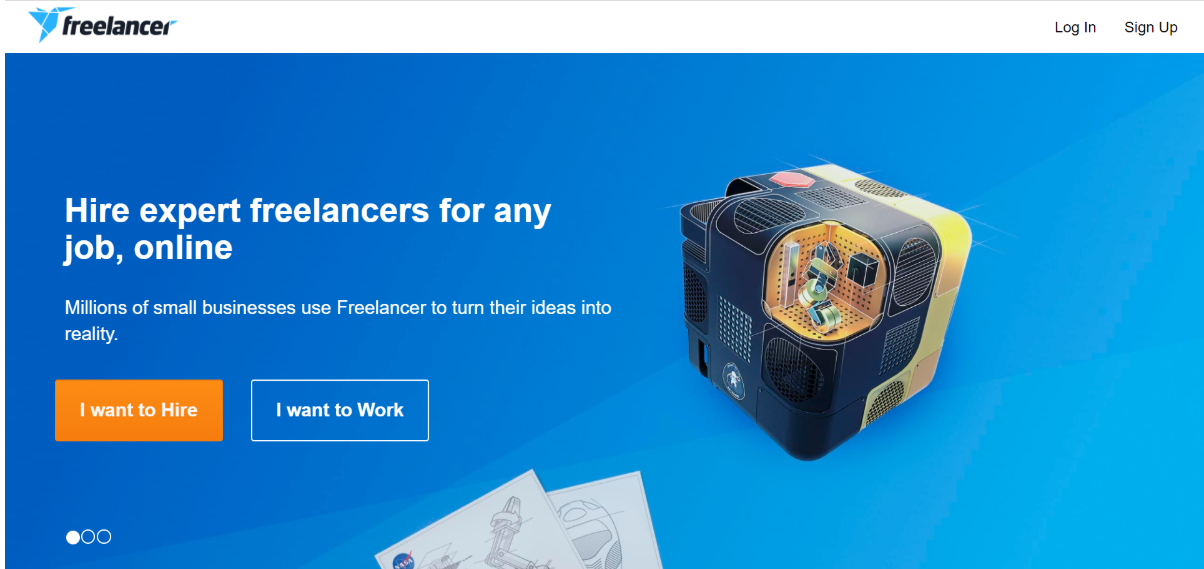 freelancer
Log In
Sign Up
Hire expert freelancers for any
job, online
Millions of small businesses use Freelancer to turn their ideas into
reality.
I want to Hire
I want to Work
NASA